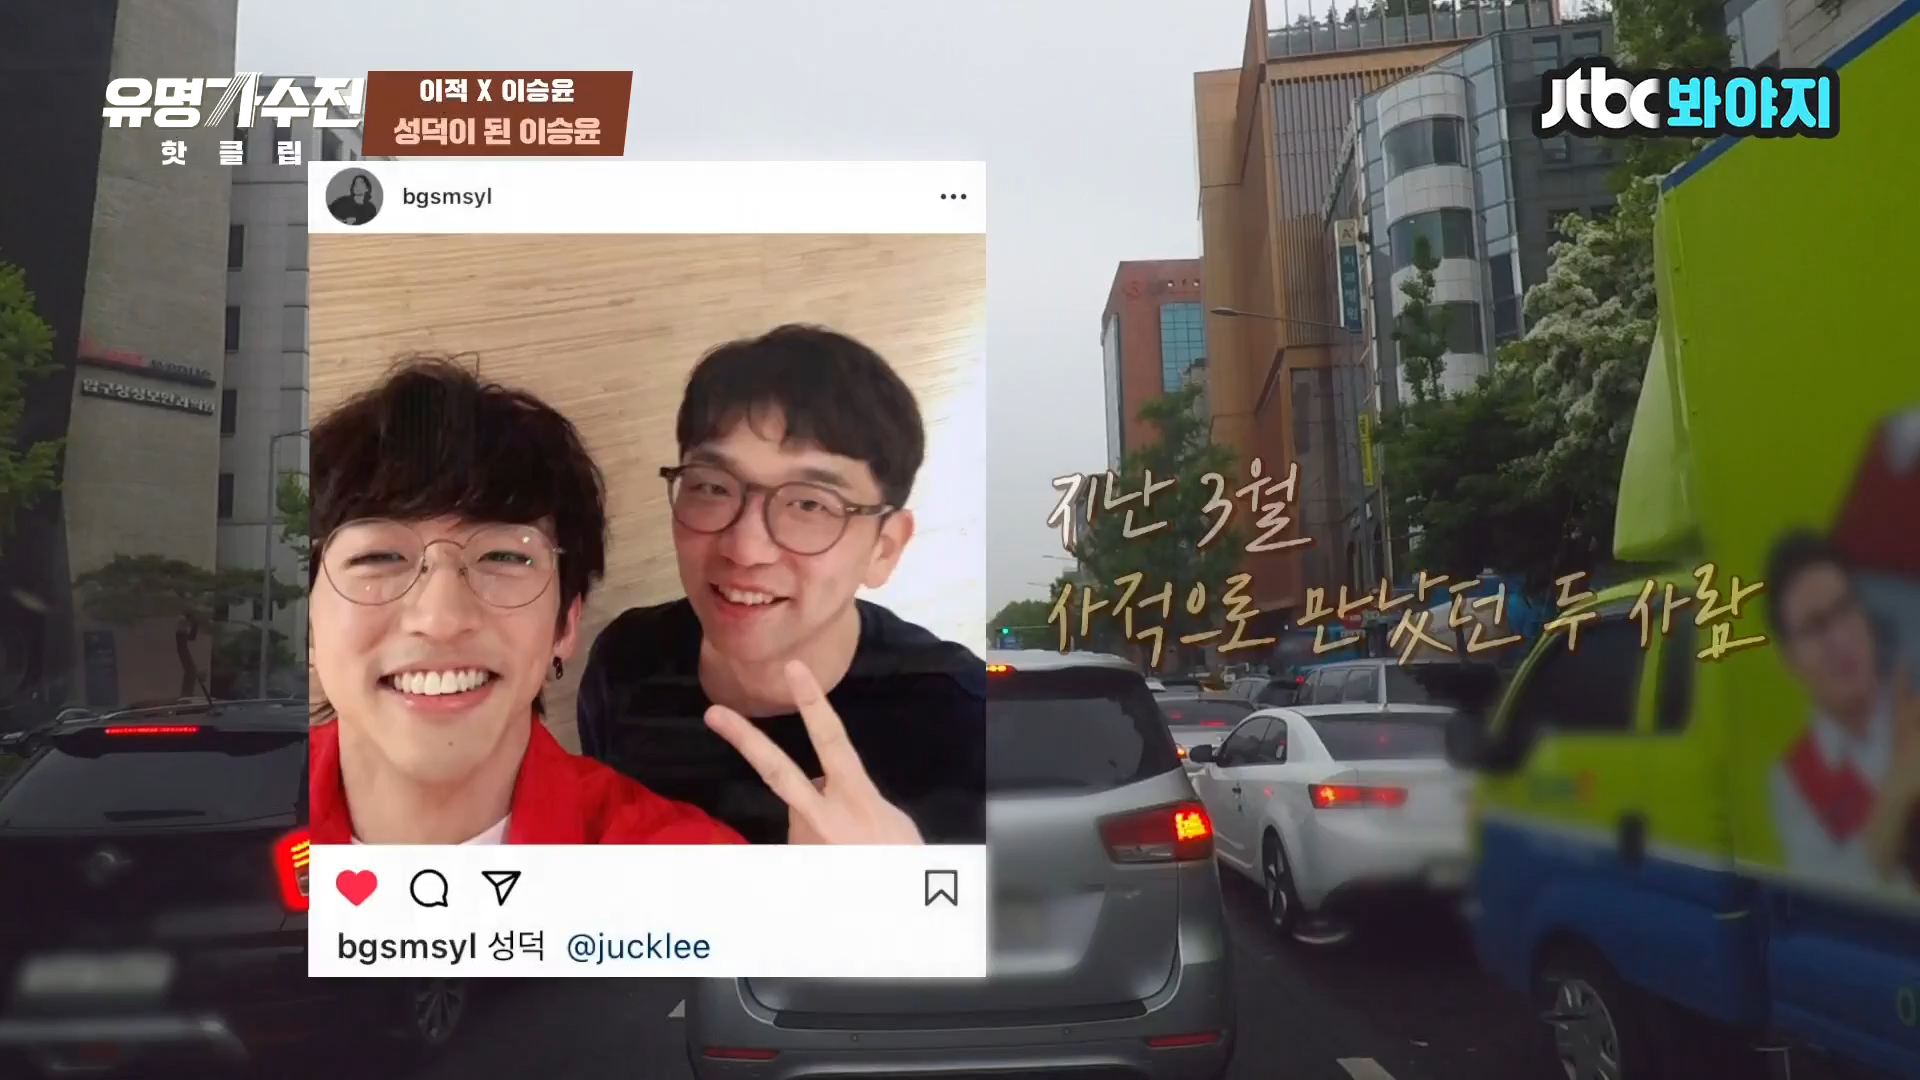 유명가수전
핫클립
이적 X 이승윤
성덕이 된 이승윤
jtbc 봐야지
bgsmsyl
지난 3월
사적으로 만났던 두 사람
bgsmsyl 성덕 @jucklee